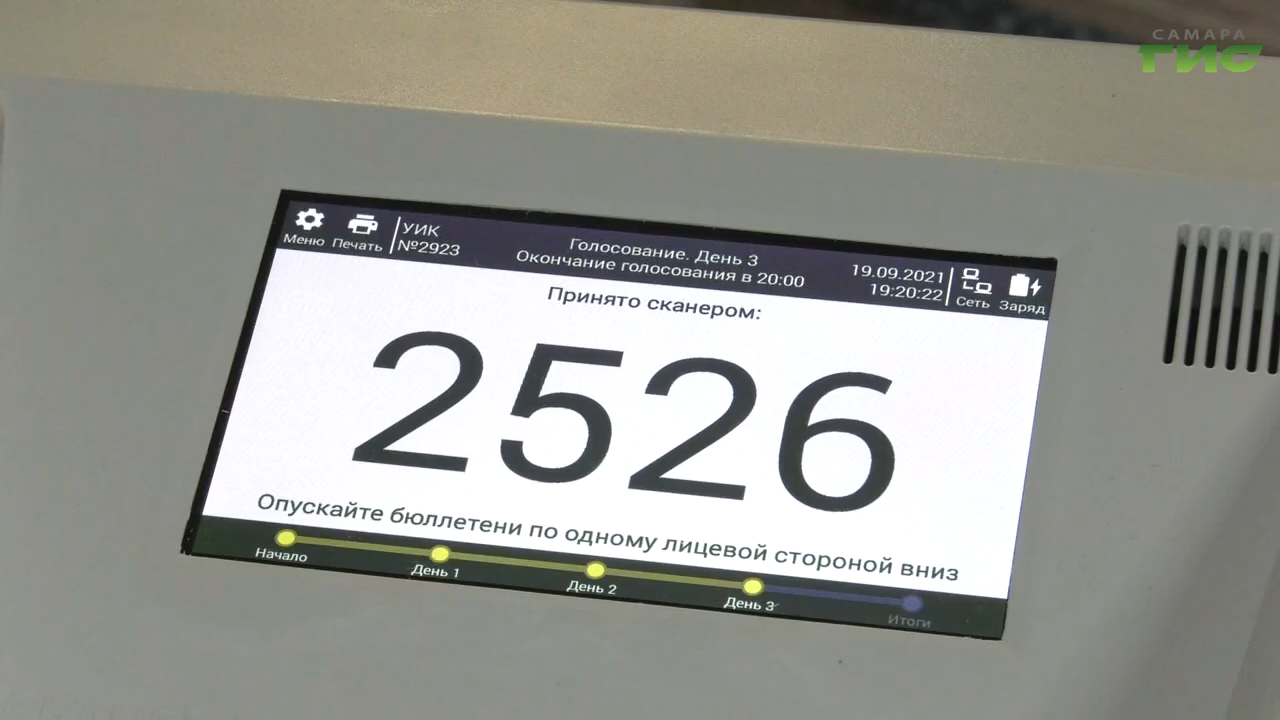 САМАРА
ГИС
Меню
Печать
УИК
№2923
Голосование. День 3
Окончание голосования в 20:00
19.09.2021
19:20:22
Сеть
Заряд
Принято сканером:
2526
Опускайте бюллетени по одному лицевой стороной вниз
Начало
День 1
День 2
День 3
Итоги